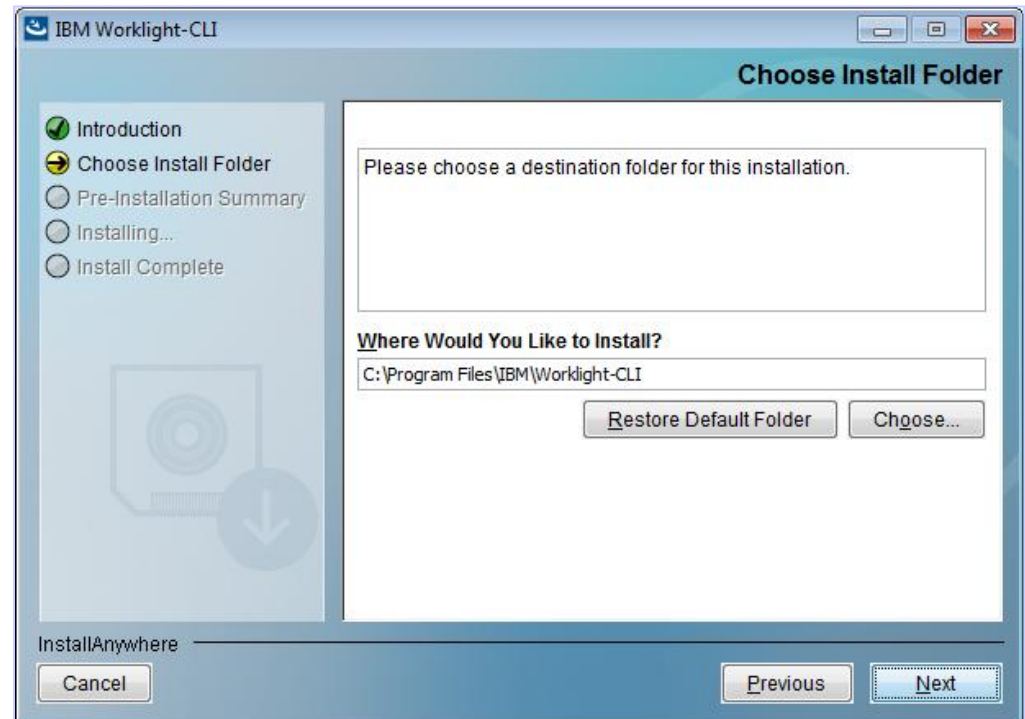 IBM Worklight-CLI
Choose Install Folder
Introduction
Choose Install Folder
Pre-Installation Summary
Installing...
Install Complete
Please choose a destination folder for this installation.
Where Would You Like to Install?
C:\Program Files\IBM\Worklight-CLI
Restore Default Folder
Choose...
InstallAnywhere
Cancel
Previous
Next